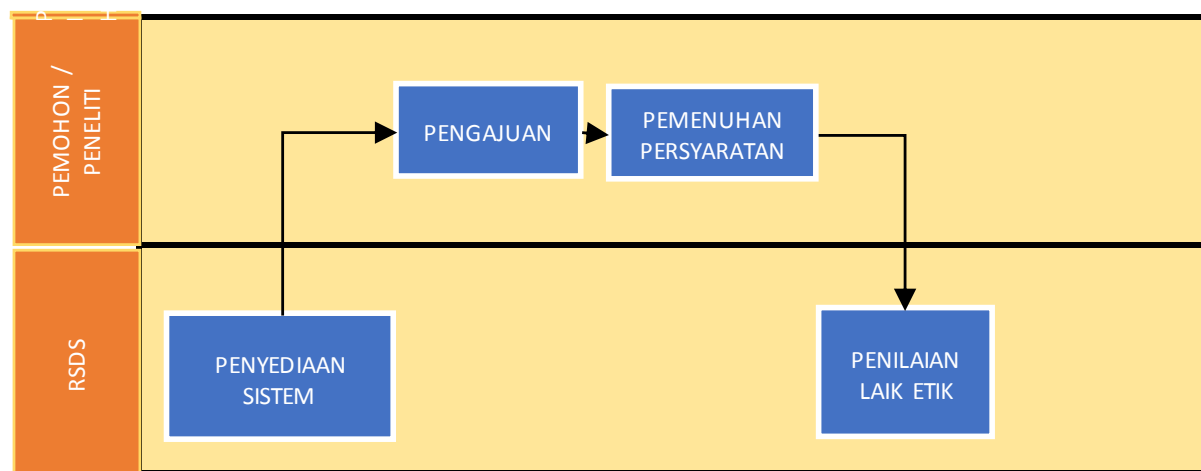 PEMOHON /
PENELITI
PENGAJUAN
PEMENUHAN
PERSYARATAN
RSDS
PENYEDIAAN
SISTEM
PENILAIAN
LAIK ETIK